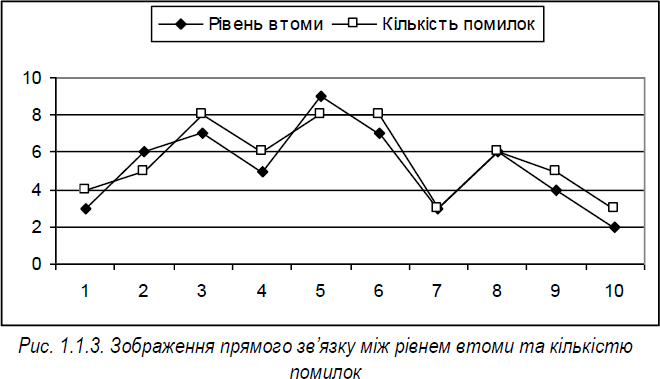 Рівень втоми Кількість помилок
10
8
6
4
2
0
1 2 3 4 5 6 7 8 9 10
Рис. 1.1.3. Зображення прямого зв’язку між рівнем втоми та кількістю
помилок